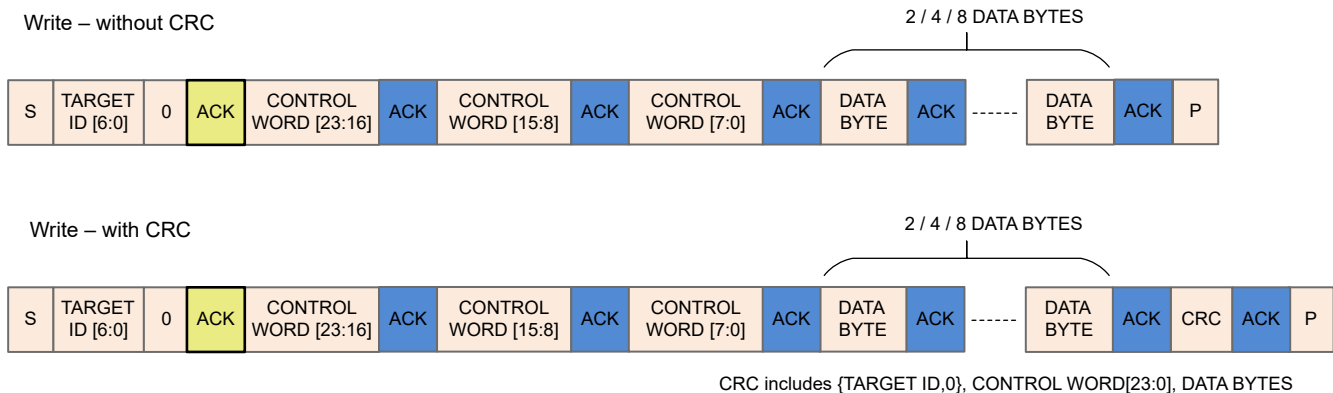 Write – without CRC
2 / 4 / 8 DATA BYTES
S
TARGET
ID [6:0]
0
ACK
CONTROL
WORD [23:16]
ACK
CONTROL
WORD [15:8]
ACK
CONTROL
WORD [7:0]
ACK
DATA
BYTE
ACK
DATA
BYTE
ACK
P
Write – with CRC
2 / 4 / 8 DATA BYTES
S
TARGET
ID [6:0]
0
ACK
CONTROL
WORD [23:16]
ACK
CONTROL
WORD [15:8]
ACK
CONTROL
WORD [7:0]
ACK
DATA
BYTE
ACK
DATA
BYTE
ACK
CRC
ACK
P
CRC includes {TARGET ID,0}, CONTROL WORD[23:0], DATA BYTES